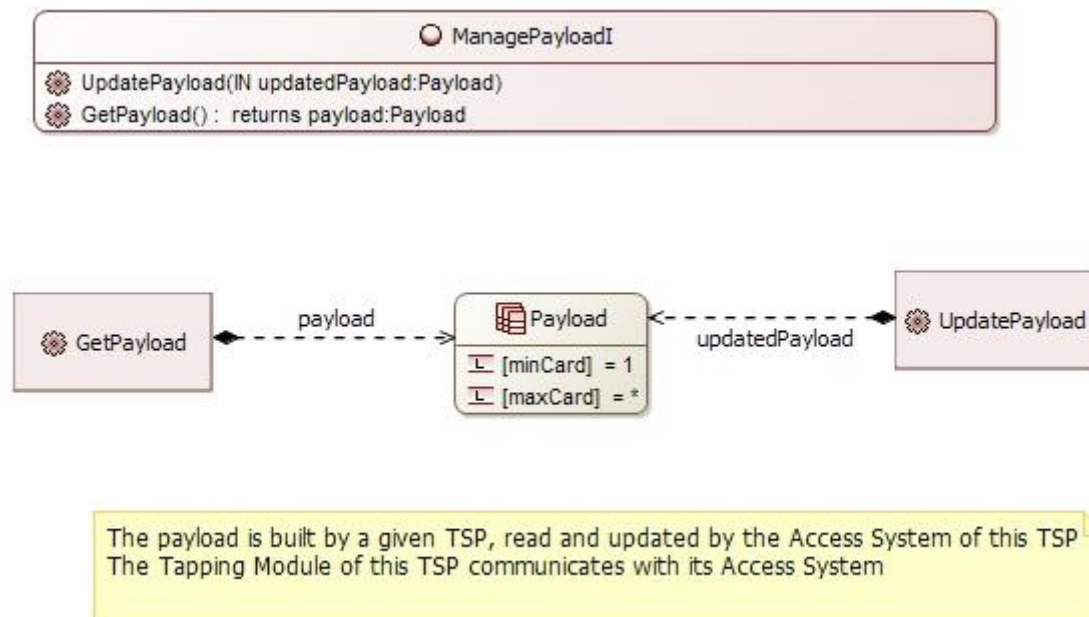 ManagePayloadI
UpdatePayload(IN updatedPayload:Payload)
GetPayload() : returns payload:Payload
GetPayload
payload
Payload
L [minCard] = 1
L [maxCard] = *
updatedPayload
UpdatePayload
The payload is built by a given TSP, read and updated by the Access System of this TSP
The Tapping Module of this TSP communicates with its Access System